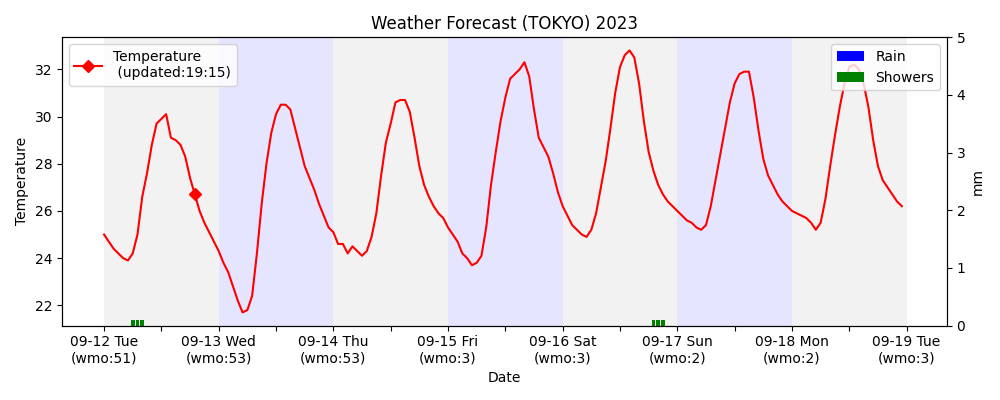 Weather Forecast (TOKYO) 2023
Temperature
(updated:19:15)
Rain
Showers
Temperature
32
30
28
26
24
22
5
4
3
2
1
0
mm
09-12 Tue
(wmo:51)
09-13 Wed
(wmo:53)
09-14 Thu
(wmo:53)
09-15 Fri
(wmo:3)
09-16 Sat
(wmo:3)
09-17 Sun
(wmo:2)
09-18 Mon
(wmo:2)
09-19 Tue
(wmo:3)
Date